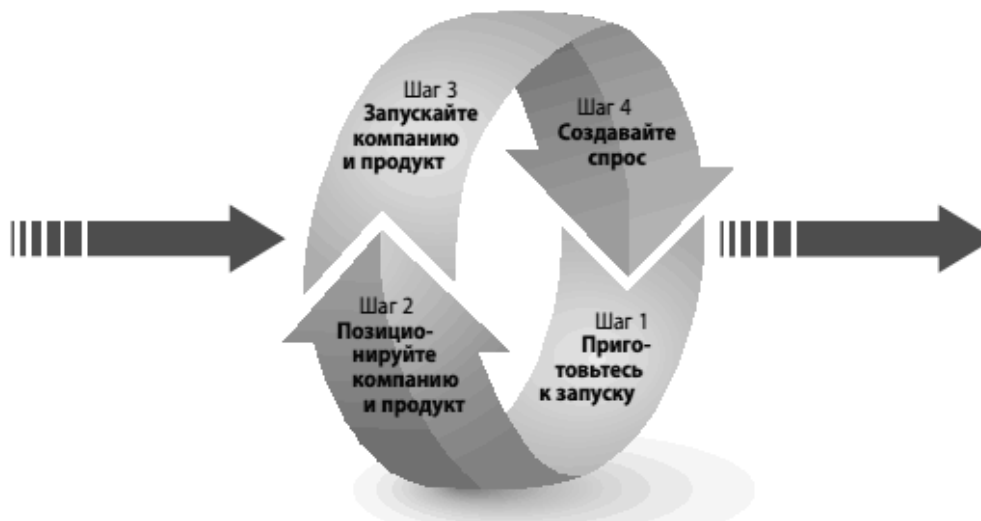 Шаг 3
Запускайте
компанию
и продукт
Шаг 4
Создавайте
спрос
Шаг 2
Позицио-
нируйте
компанию
и продукт
Шаг 1
Приго-
товьтесь
к запуску